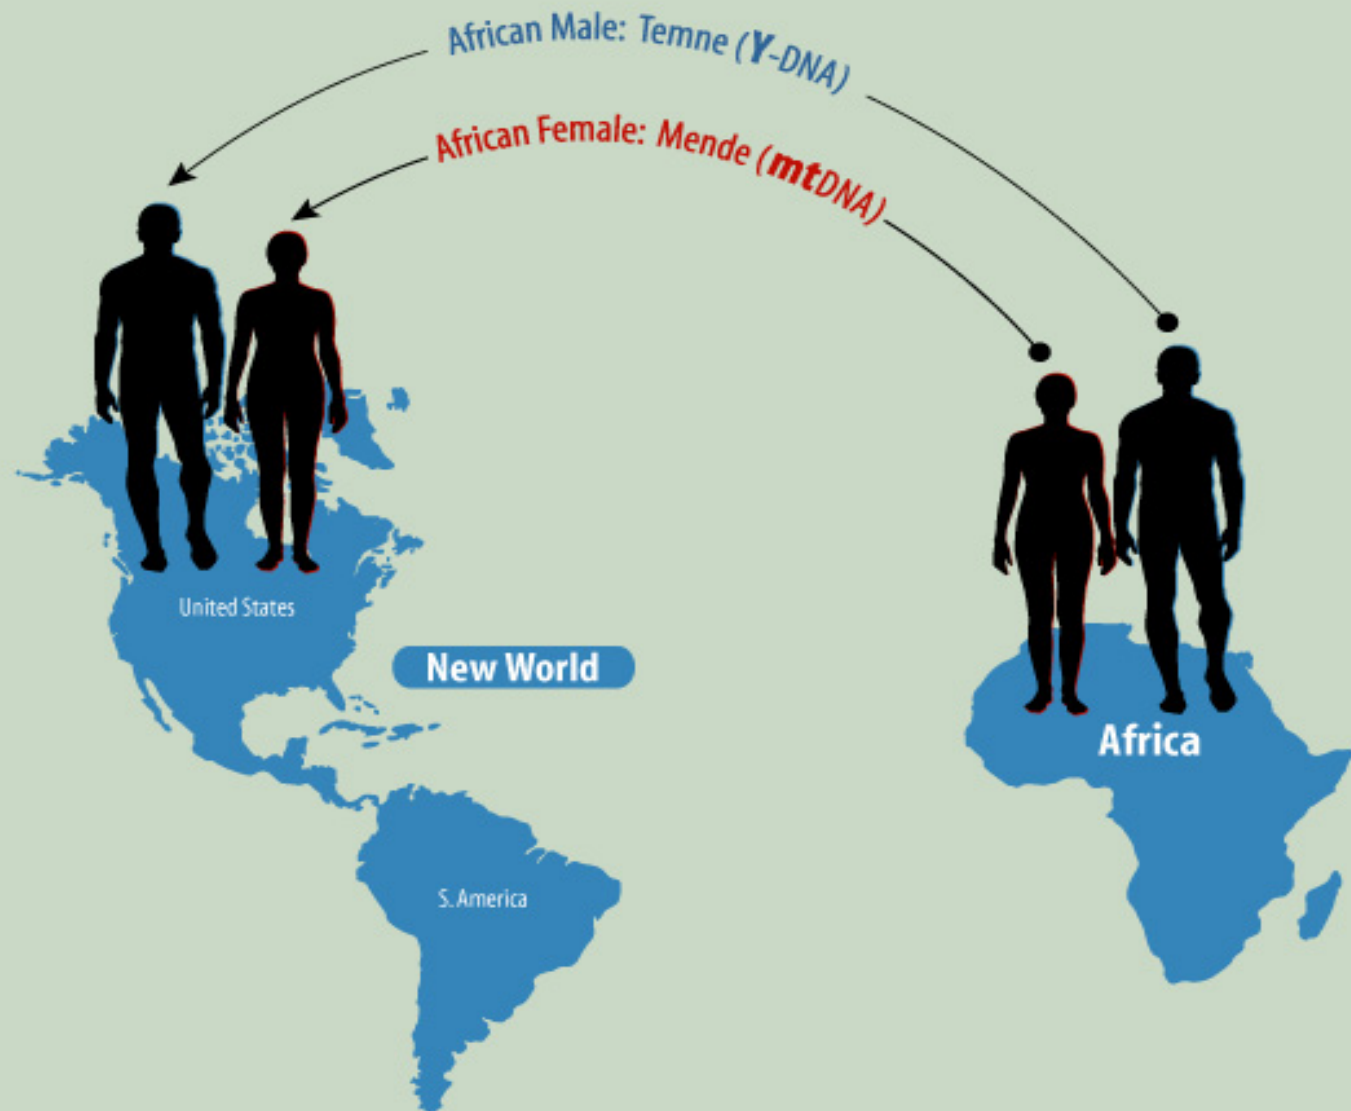 African Male: Temne (Y-DNA)
African Female: Mende (mtDNA)
United States
New World
Africa
S. America